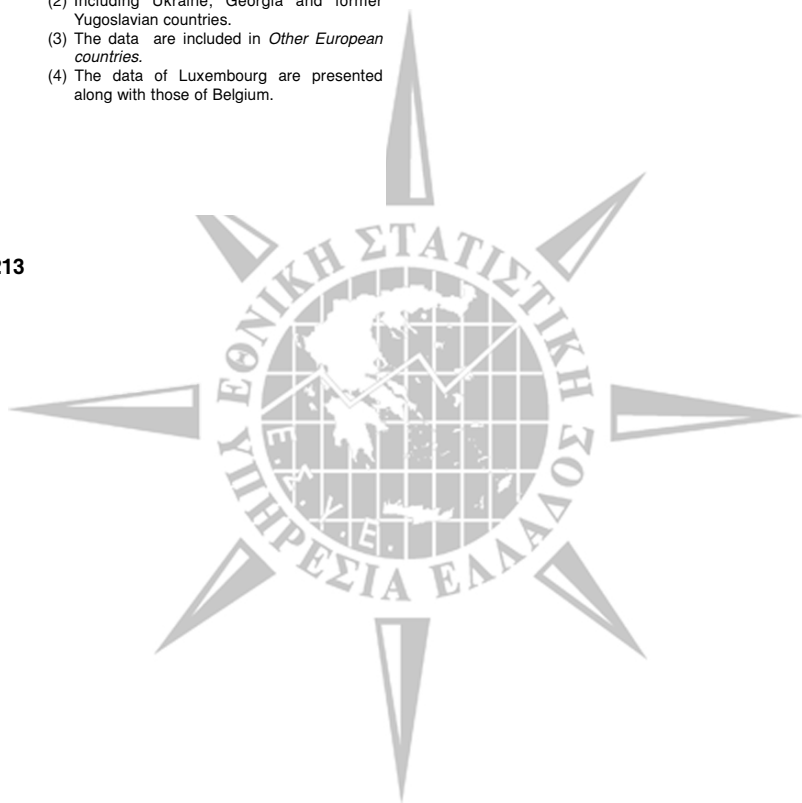 (2) Including Ukraine, Georgia and former
Yugoslavian countries.
(3) The data are included in Other European
countries.
(4) The data of Luxembourg are presented
along with those of Belgium.
213
ΕΘΝΙΚΗ ΣΤΑΤΙΣΤΙΚΗ
ΥΠΗΡΕΣΙΑ ΕΛΛΑΔΟΣ
Ε.Σ.Υ.Ε.